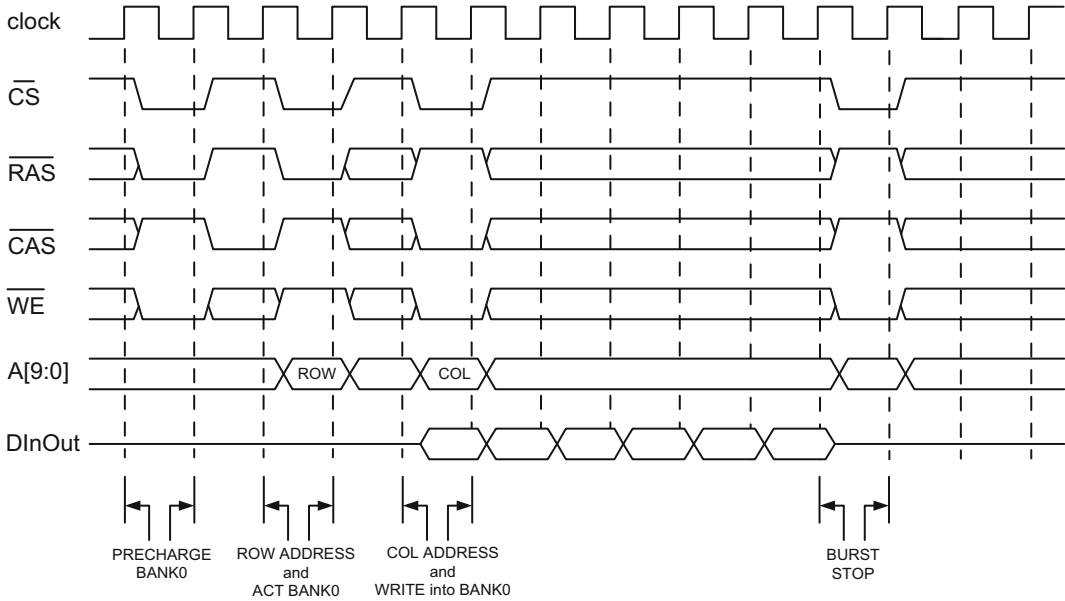 clock
CS
RAS
CAS
WE
A[9:0]
ROW
COL
DInOut
PRECHARGE
BANK0
ROW ADDRESS
and
ACT BANK0
COL ADDRESS
and
WRITE into BANK0
BURST
STOP